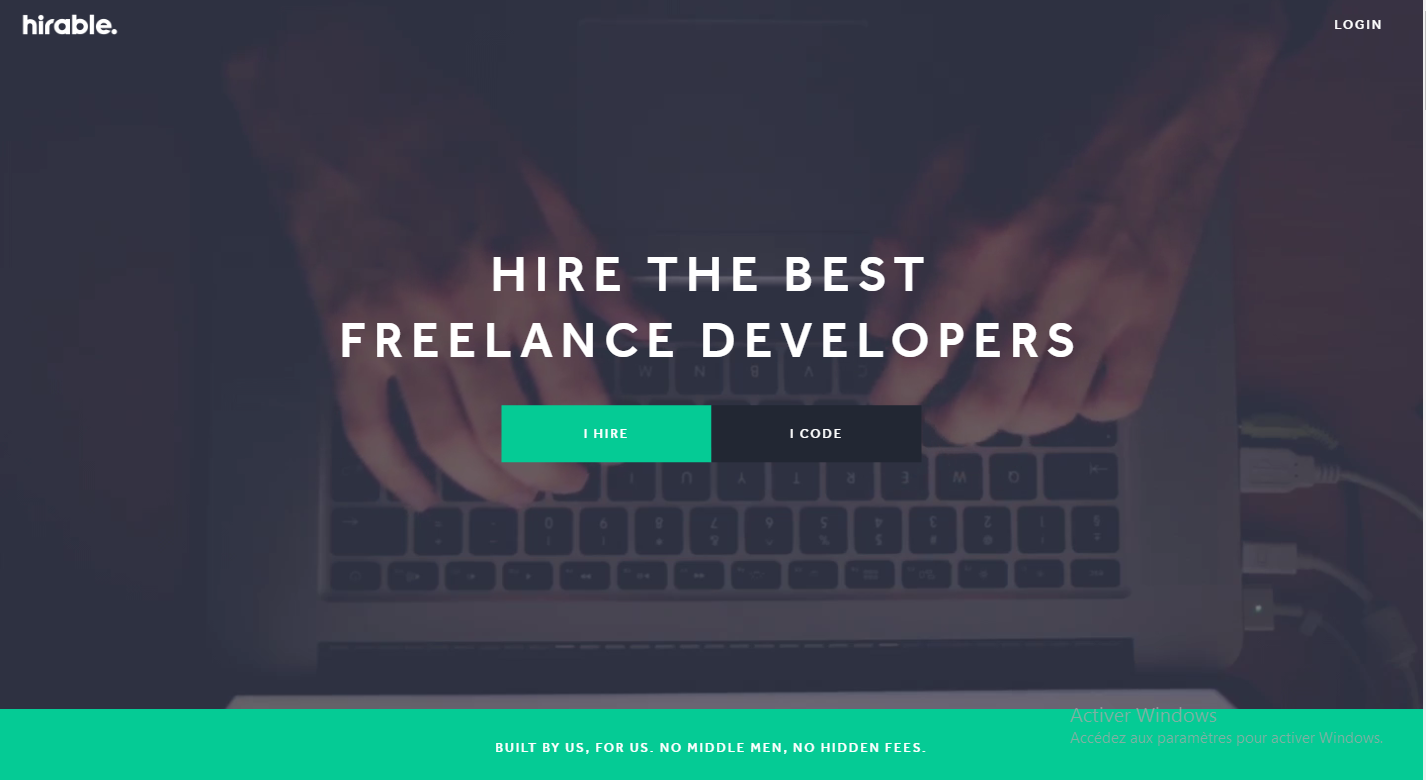 hirable.
LOGIN
HIRE THE BEST
FREELANCE DEVELOPERS
I HIRE
I CODE
BUILT BY US, FOR US. NO MIDDLE MEN, NO HIDDEN FEES.
Activer Windows
Accédez aux paramètres pour activer Windows.